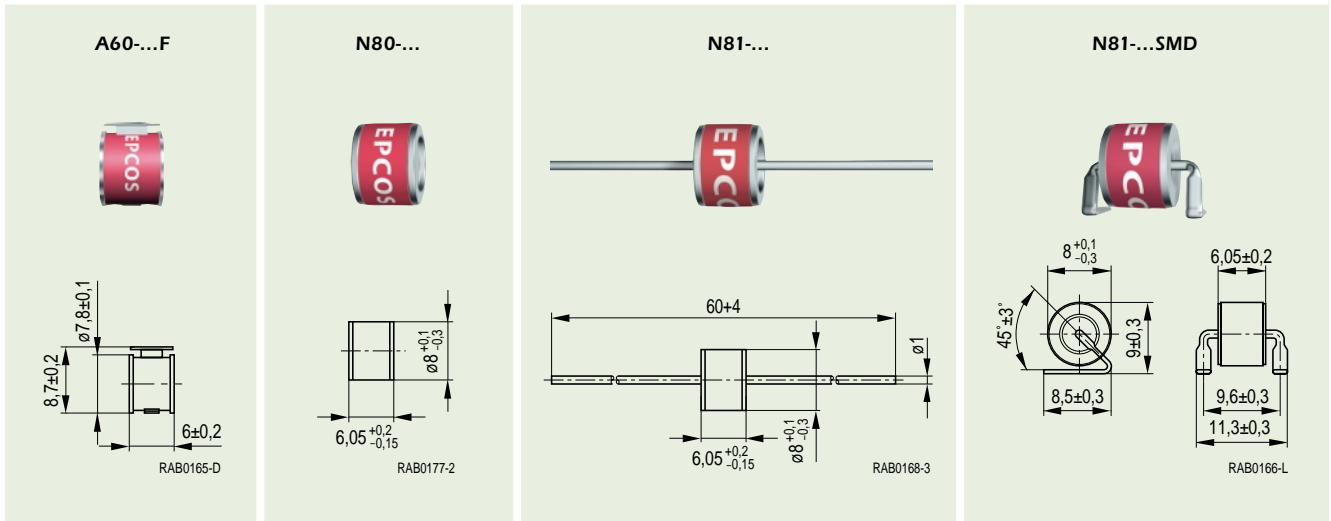 A60-...F
EPCOS
ø7,8±0,1
8,7±0,2
6±0,2
RAB0165-D
N80-...
EPCOS
ø8 +0,1 −0,3
6,05 +0,2 −0,15
RAB0177-2
N81-...
EPCOS
60+4
ø1
ø8 +0,1 −0,3
6,05 +0,2 −0,15
RAB0168-3
N81-...SMD
EPCOS
8 +0,1 −0,3
6,05±0,2
45°±3°
9±0,3
8,5±0,3
9,6±0,3
11,3±0,3
RAB0166-L